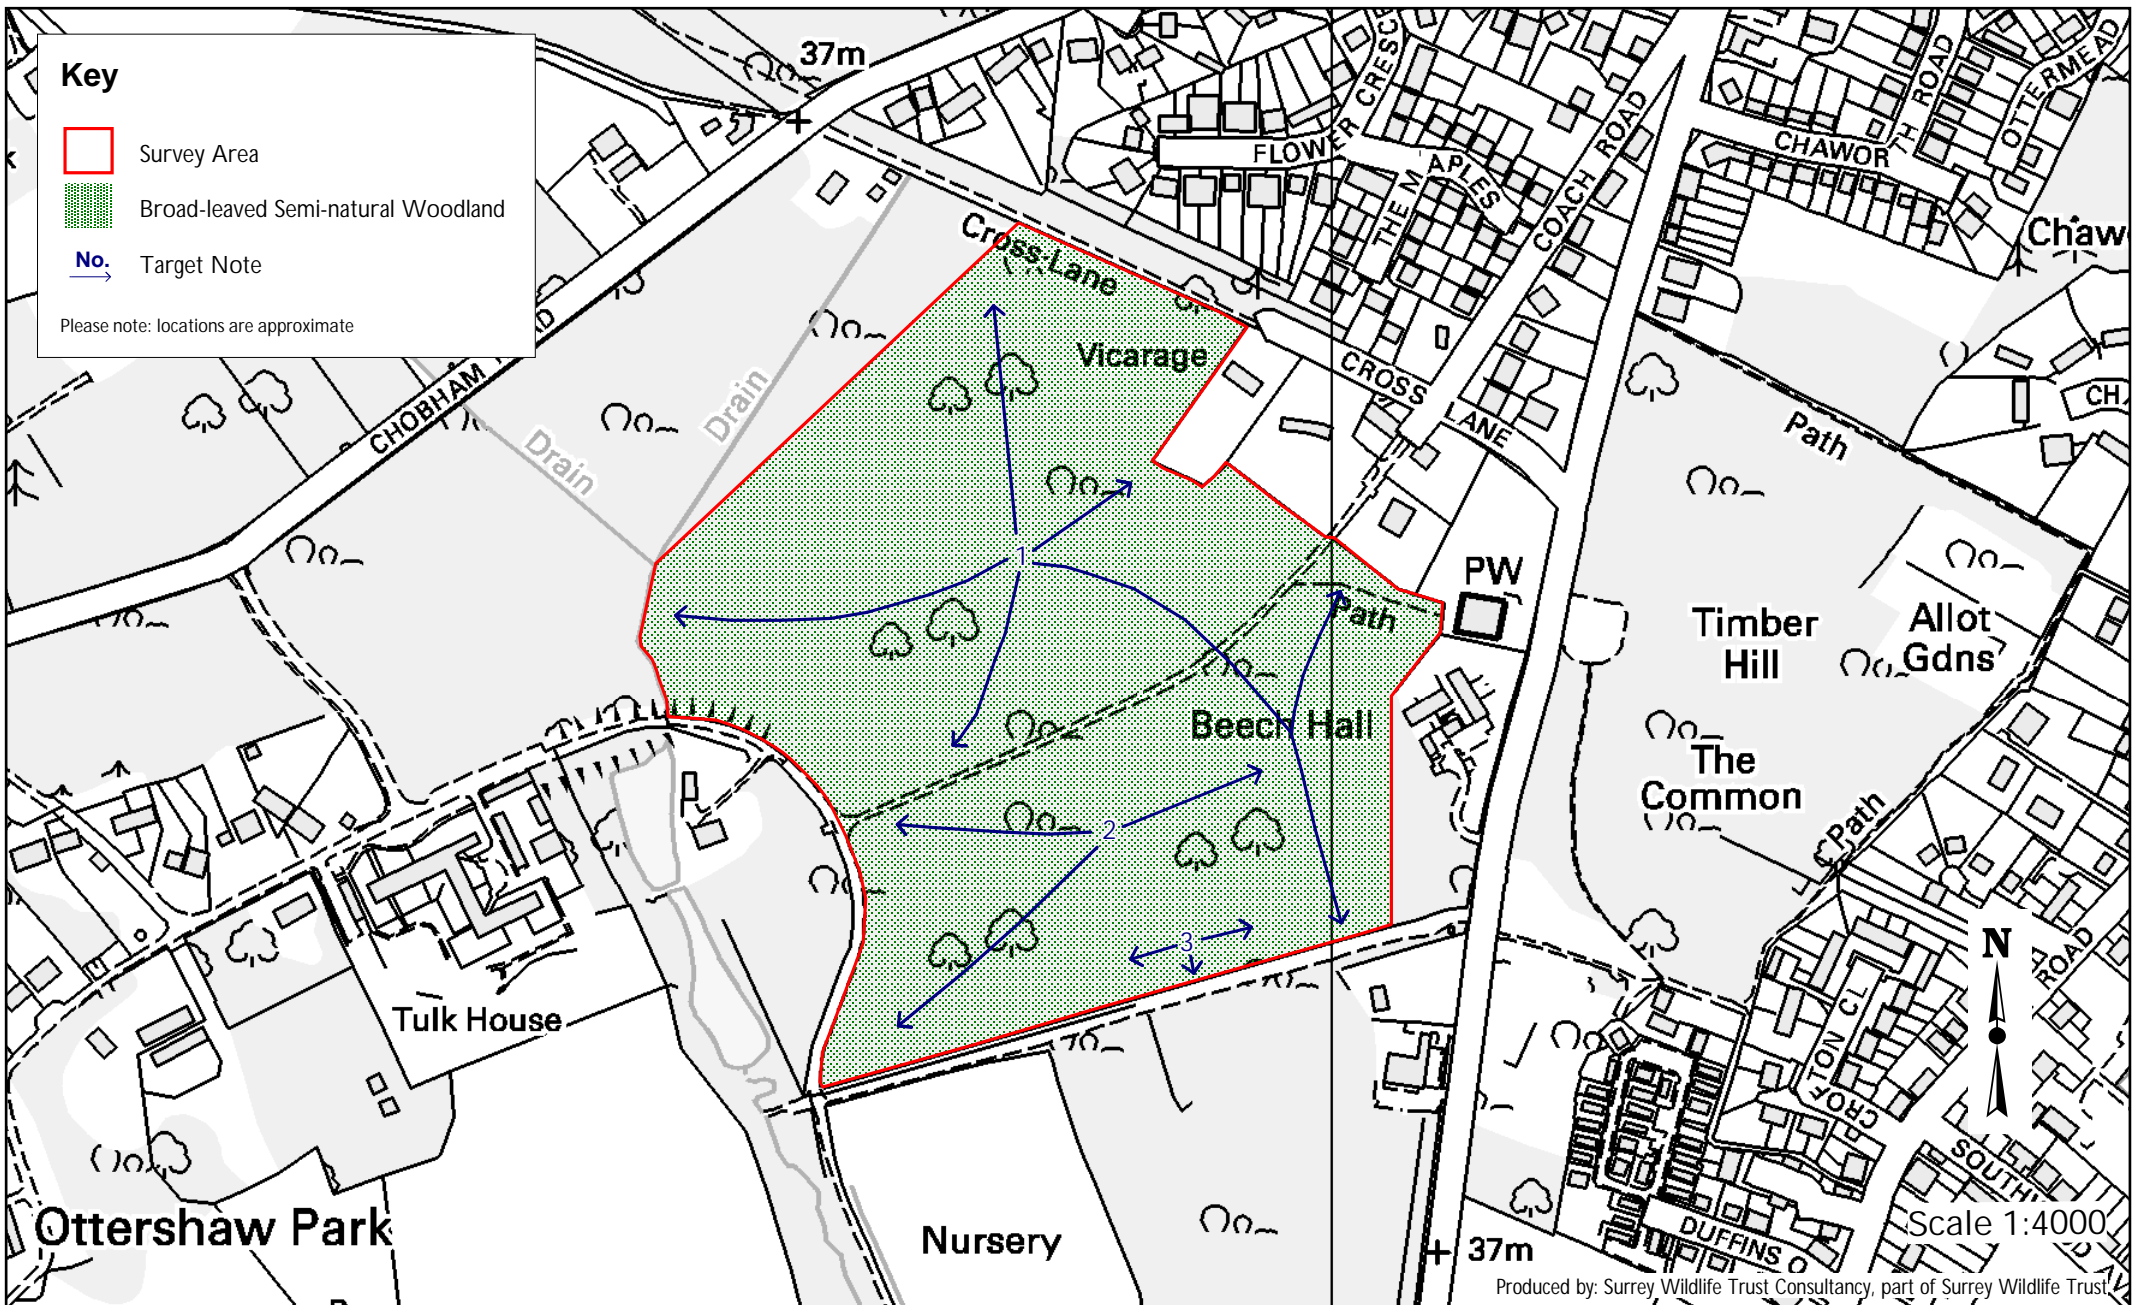 Key
Survey Area
Broad-leaved Semi-natural Woodland
No.
Target Note
Please note: locations are approximate
37m
FLOWER
CRESC
THE M
APLES
COACH ROAD
CHAWOR
TH ROAD
OTTERMEAD
Chaw
CH
Cross Lane
Vicarage
CROSS
LANE
CHOBHAM
Drain
Drain
Path
1
PW
Path
Timber
Hill
Allot
Gdns
Beech Hall
The
Common
Path
2
3
Tulk House
N
ROAD
CROFTON CL
SOUTH
Ottershaw Park
Nursery
37m
DUFFINS O
Scale 1:4000
Produced by: Surrey Wildlife Trust Consultancy, part of Surrey Wildlife Trust